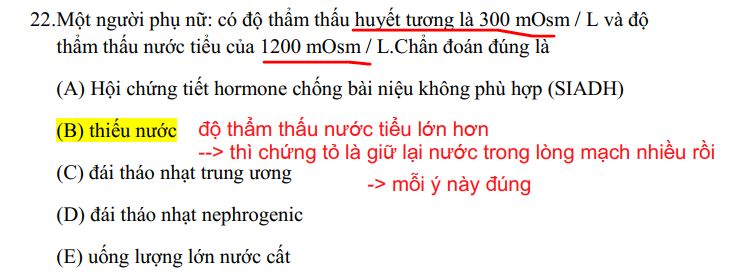 22.Một người phụ nữ: có độ thẩm thấu huyết tương là 300 mOsm / L và độ
thẩm thấu nước tiểu của 1200 mOsm / L.Chẩn đoán đúng là
(A) Hội chứng tiết hormone chống bài niệu không phù hợp (SIADH)
(B) thiếu nước độ thẩm thấu nước tiểu lớn hơn
--> thì chứng tỏ là giữ lại nước trong lòng mạch nhiều rồi
(C) đái tháo nhạt trung ương
-> mỗi ý này đúng
(D) đái tháo nhạt nephrogenic
(E) uống lượng lớn nước cất